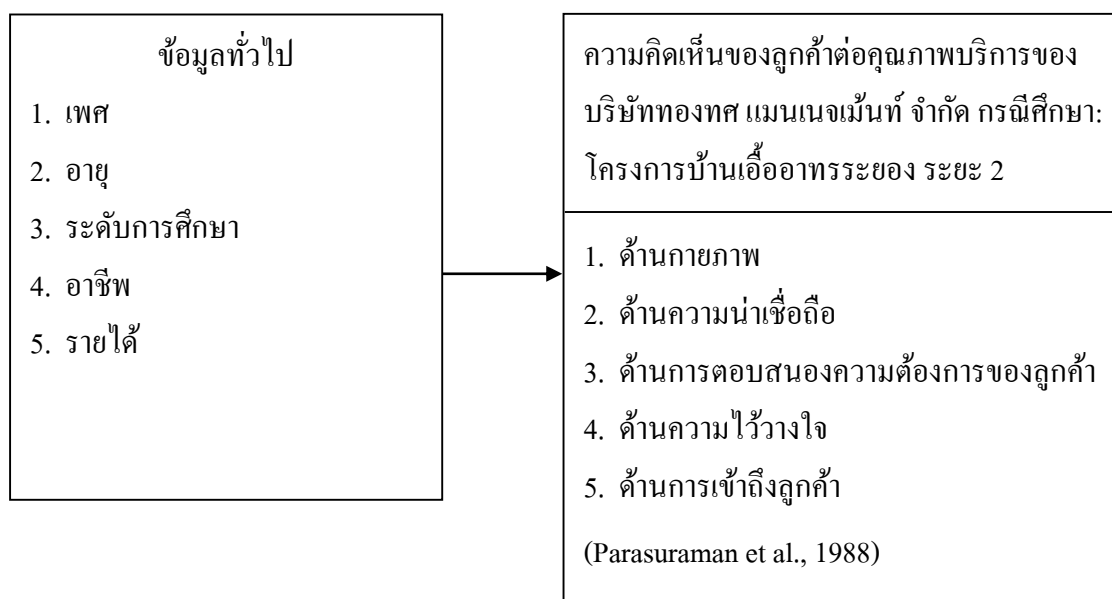 ข้อมูลทั่วไป
1. เพศ
2. อายุ
3. ระดับการศึกษา
4. อาชีพ
5. รายได้
ความคิดเห็นของลูกค้าต่อคุณภาพบริการของ
บริษัททองทศ แมนเนจเม้นท์ จำกัด กรณีศึกษา:
โครงการบ้านเอื้ออาทรระยอง ระยะ 2
1. ด้านกายภาพ
2. ด้านความน่าเชื่อถือ
3. ด้านการตอบสนองความต้องการของลูกค้า
4. ด้านความไว้วางใจ
5. ด้านการเข้าถึงลูกค้า
(Parasuraman et al., 1988)